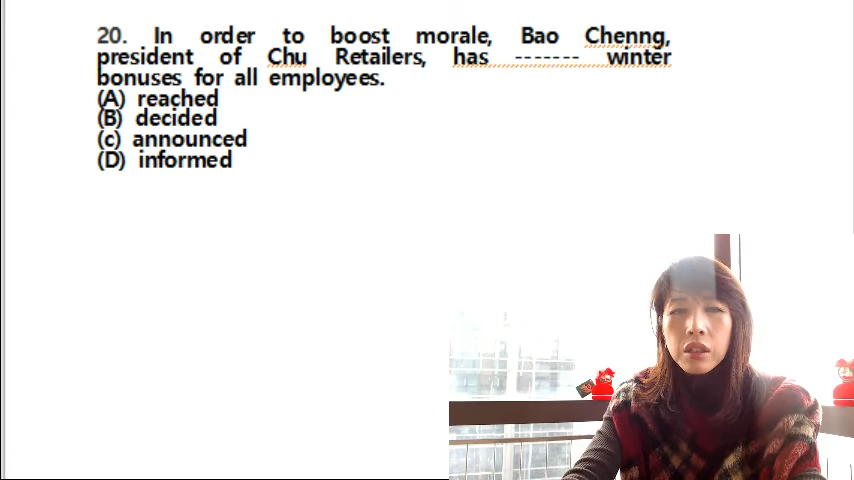 20. In order to boost morale, Bao Chenng,
president of Chu Retailers, has ------- winter
bonuses for all employees.
(A) reached
(B) decided
(c) announced
(D) informed